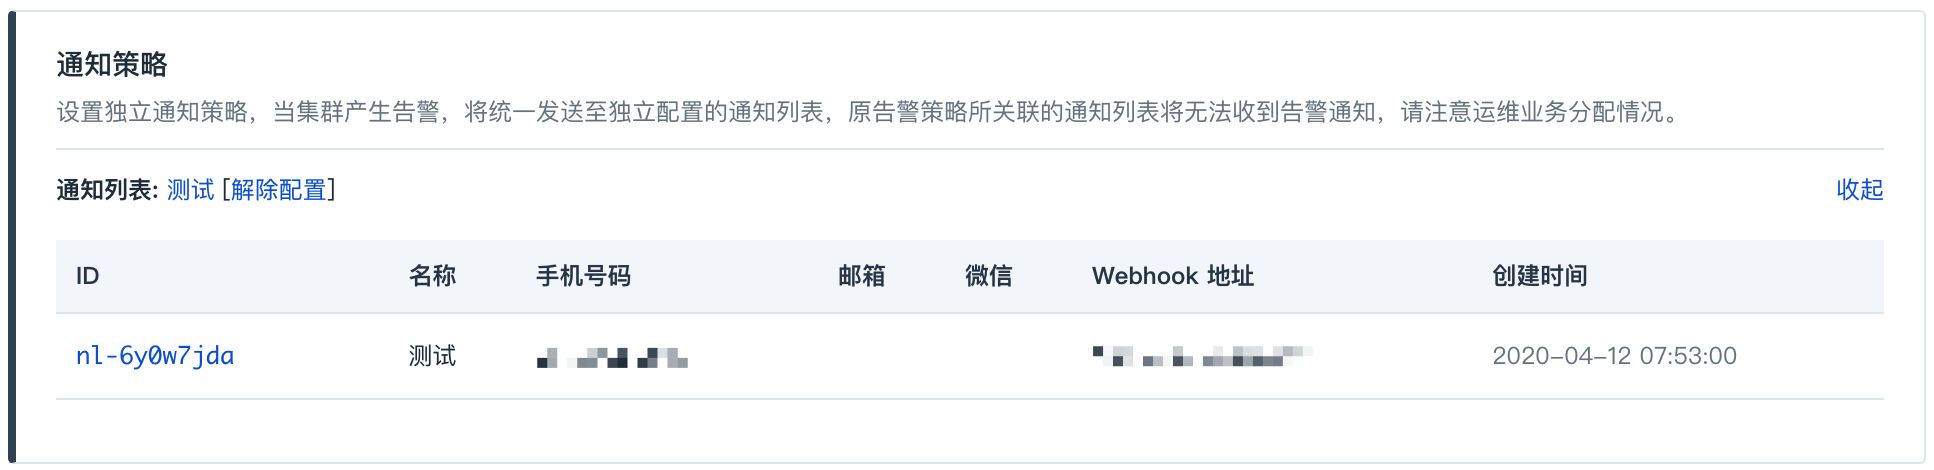 通知策略
设置独立通知策略，当集群产生告警，将统一发送至独立配置的通知列表，原告警策略所关联的通知列表将无法收到告警通知，请注意运维业务分配情况。
通知列表: 测试 [解除配置] 收起
ID 名称 手机号码 邮箱 微信 Webhook 地址 创建时间
nl-6y0w7jda 测试 2020-04-12 07:53:00